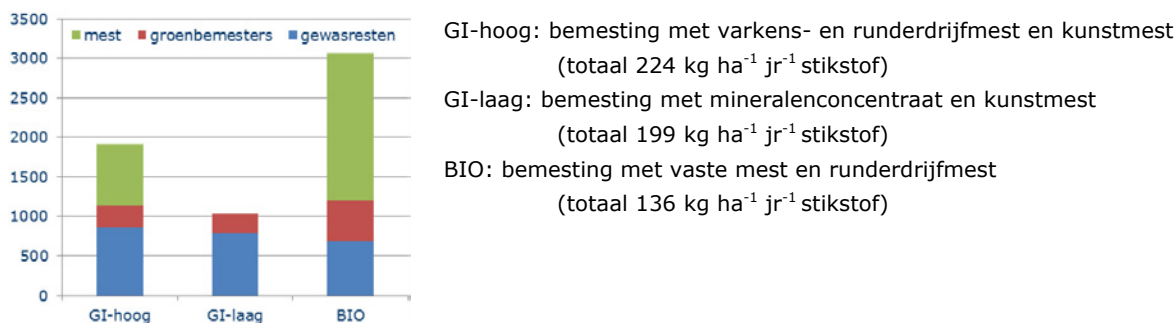 3500
mest groenbemesters gewasresten
3000
2500
2000
1500
1000
500
0
GI-hoog GI-laag BIO
GI-hoog: bemesting met varkens- en runderdrijfmest en kunstmest
(totaal 224 kg ha⁻¹ jr⁻¹ stikstof)
GI-laag: bemesting met mineralenconcentraat en kunstmest
(totaal 199 kg ha⁻¹ jr⁻¹ stikstof)
BIO: bemesting met vaste mest en runderdrijfmest
(totaal 136 kg ha⁻¹ jr⁻¹ stikstof)